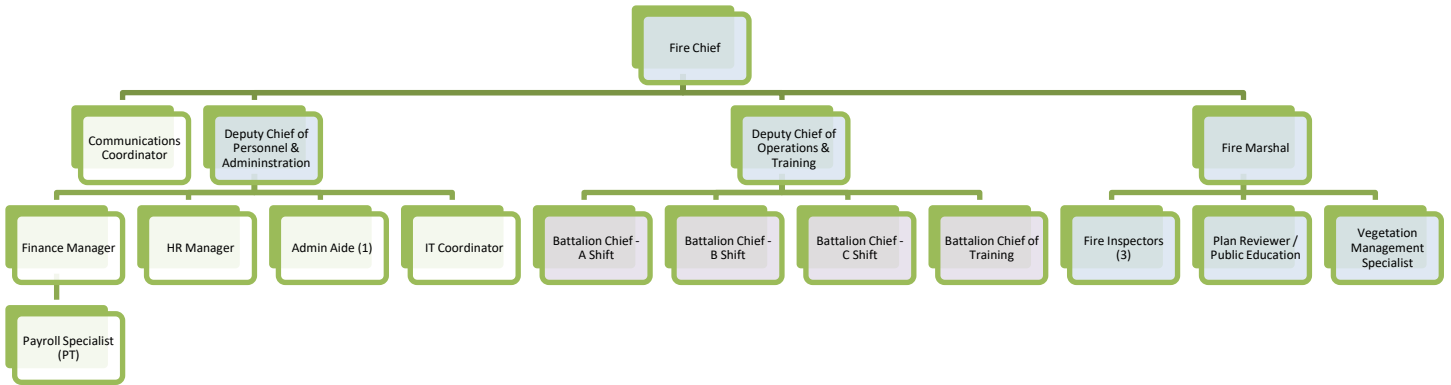 Fire Chief
Communications
Coordinator
Deputy Chief of
Personnel &
Admininstration
Deputy Chief of
Operations &
Training
Fire Marshal
Finance Manager
HR Manager
Admin Aide (1)
IT Coordinator
Battalion Chief -
A Shift
Battalion Chief -
B Shift
Battalion Chief -
C Shift
Battalion Chief of
Training
Fire Inspectors
(3)
Plan Reviewer /
Public Education
Vegetation
Management
Specialist
Payroll Specialist
(PT)